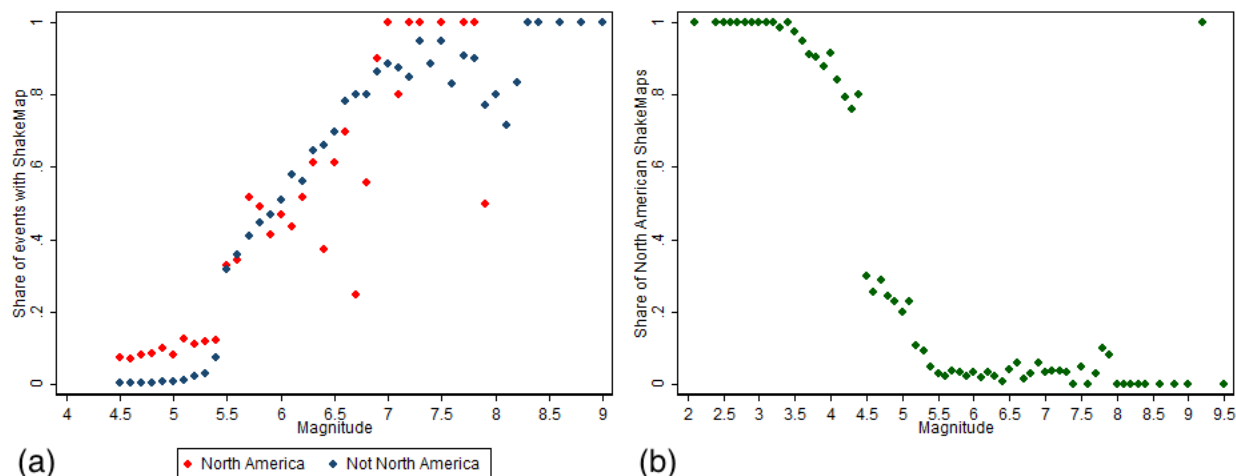 Share of events with ShakeMap
1
.8
.6
.4
.2
0
4 4.5 5 5.5 6 6.5 7 7.5 8 8.5 9
Magnitude
(a)
North America Not North America
Share of North American ShakeMaps
1
.8
.6
.4
.2
0
2 2.5 3 3.5 4 4.5 5 5.5 6 6.5 7 7.5 8 8.5 9 9.5
Magnitude
(b)